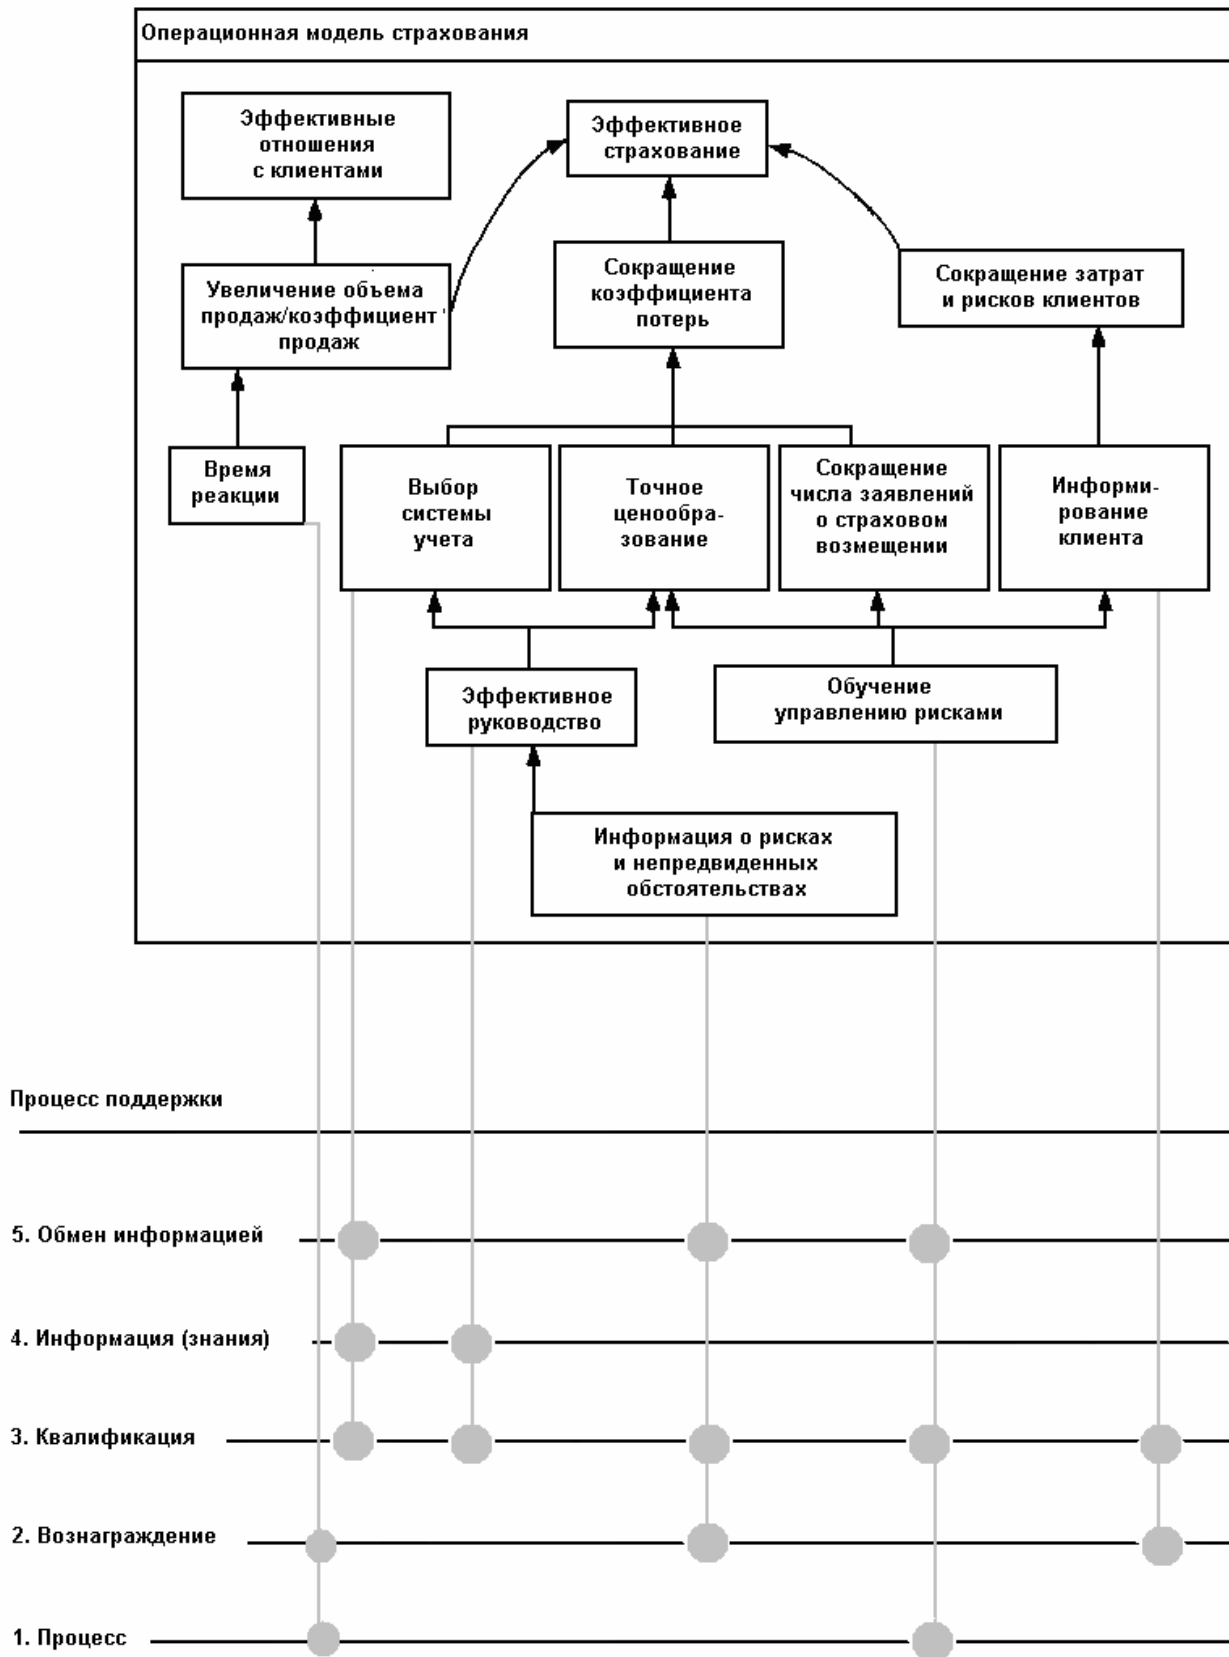 Операционная модель страхования
Эффективные
отношения
с клиентами
Эффективное
страхование
Увеличение объема
продаж/коэффициент
продаж
Сокращение
коэффициента
потерь
Сокращение затрат
и рисков клиентов
Время
реакции
Выбор
системы
учета
Точное
ценообра-
зование
Сокращение
числа заявлений
о страховом
возмещении
Информи-
рование
клиента
Эффективное
руководство
Обучение
управлению рисками
Информация о рисках
и непредвиденных
обстоятельствах
Процесс поддержки
5. Обмен информацией
4. Информация (знания)
3. Квалификация
2. Вознаграждение
1. Процесс